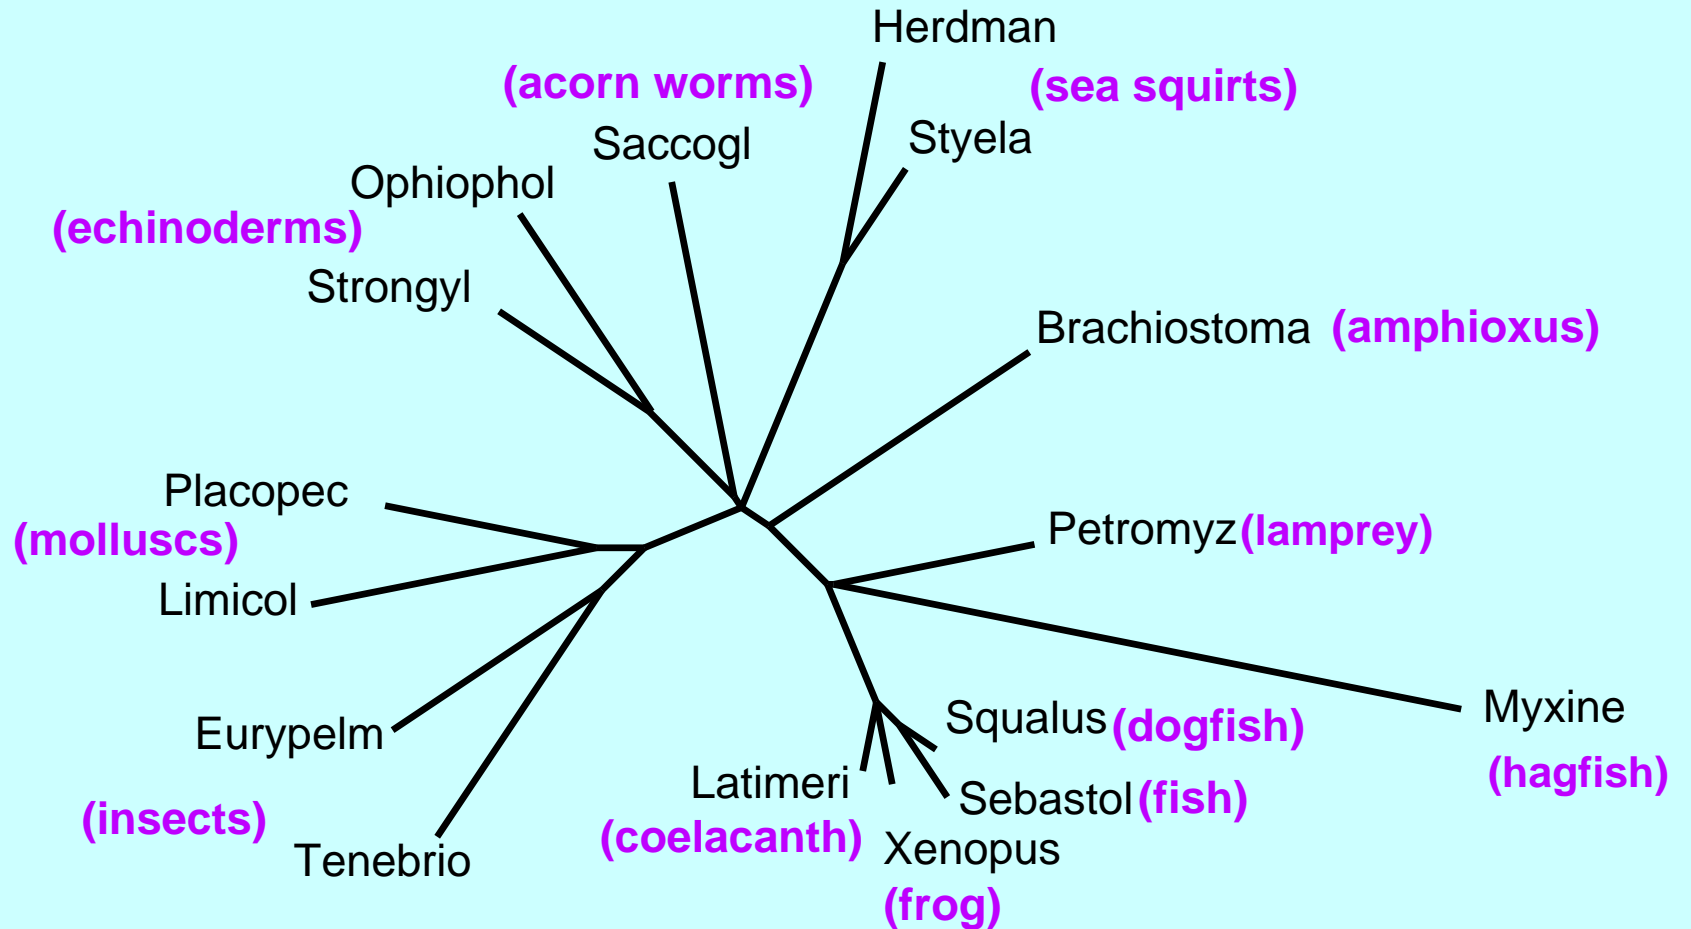 Herdman
(acorn worms)
(sea squirts)
Saccogl
Styela
Ophiophol
(echinoderms)
Strongyl
Brachiostoma (amphioxus)
Placopec
(molluscs)
Petromyz(lamprey)
Limicol
Eurypelm
Squalus(dogfish)
Myxine
(hagfish)
Latimeri
Sebastol(fish)
(insects)
(coelacanth)
Xenopus
Tenebrio
(frog)